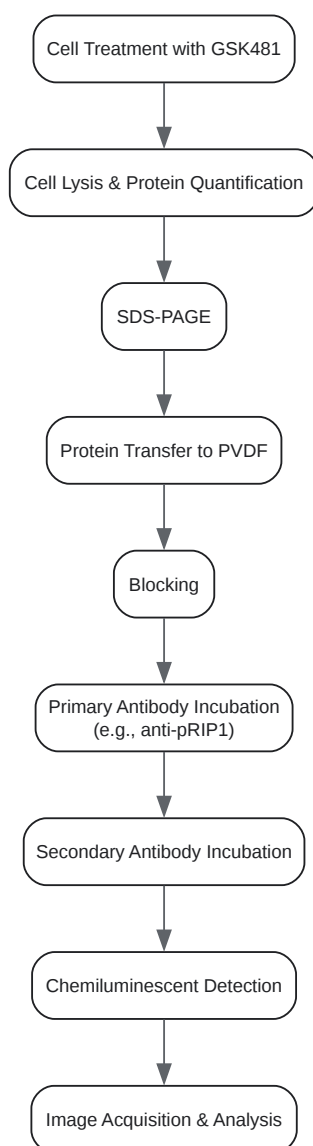 Cell Treatment with GSK481
Cell Lysis & Protein Quantification
SDS-PAGE
Protein Transfer to PVDF
Blocking
Primary Antibody Incubation
(e.g., anti-pRIP1)
Secondary Antibody Incubation
Chemiluminescent Detection
Image Acquisition & Analysis